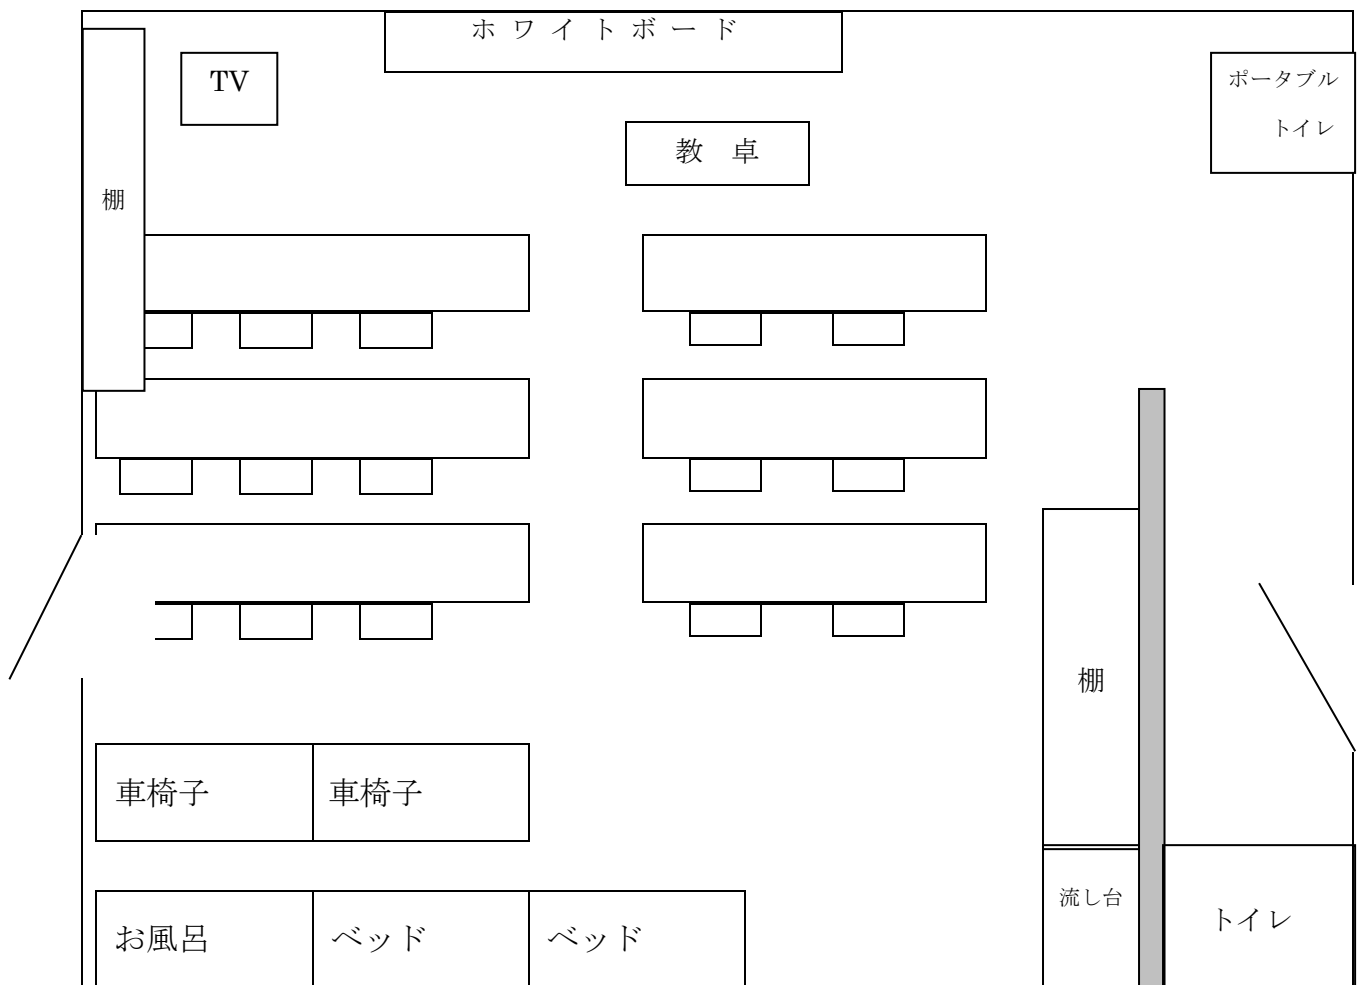 ホワイトボード
TV
ポータブル
トイレ
教　卓
棚
棚
車椅子
車椅子
流し台
トイレ
お風呂
ベッド
ベッド